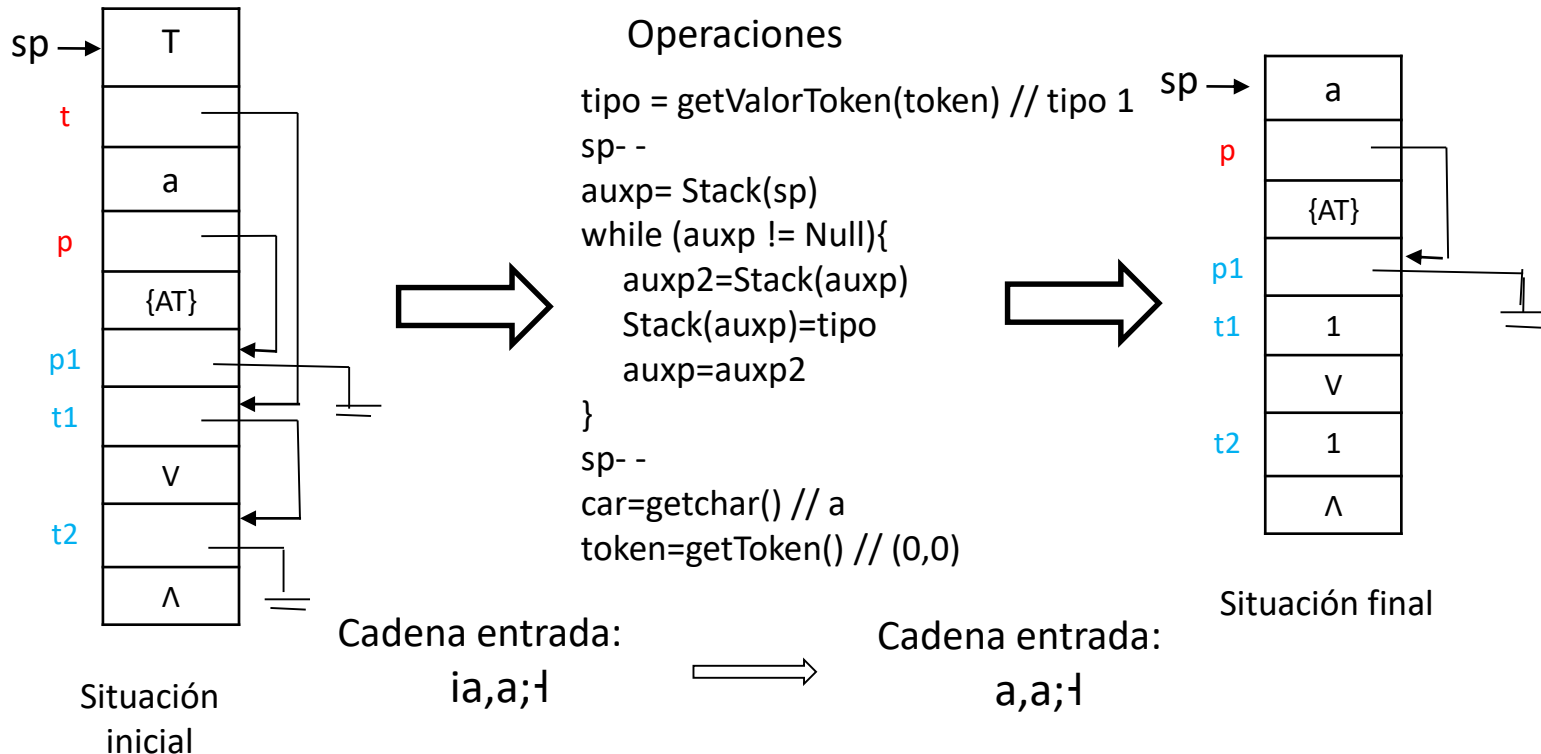 sp
T
t
a
p
{AT}
p1
t1
V
t2
Λ
Situación
inicial
Operaciones
tipo = getValorToken(token) // tipo 1
sp- -
auxp= Stack(sp)
while (auxp != Null){
auxp2=Stack(auxp)
Stack(auxp)=tipo
auxp=auxp2
}
sp- -
car=getchar() // a
token=getToken() // (0,0)
Cadena entrada:
ia,a;⊣
Cadena entrada:
a,a;⊣
sp
a
p
{AT}
p1
t1 1
V
t2 1
Λ
Situación final